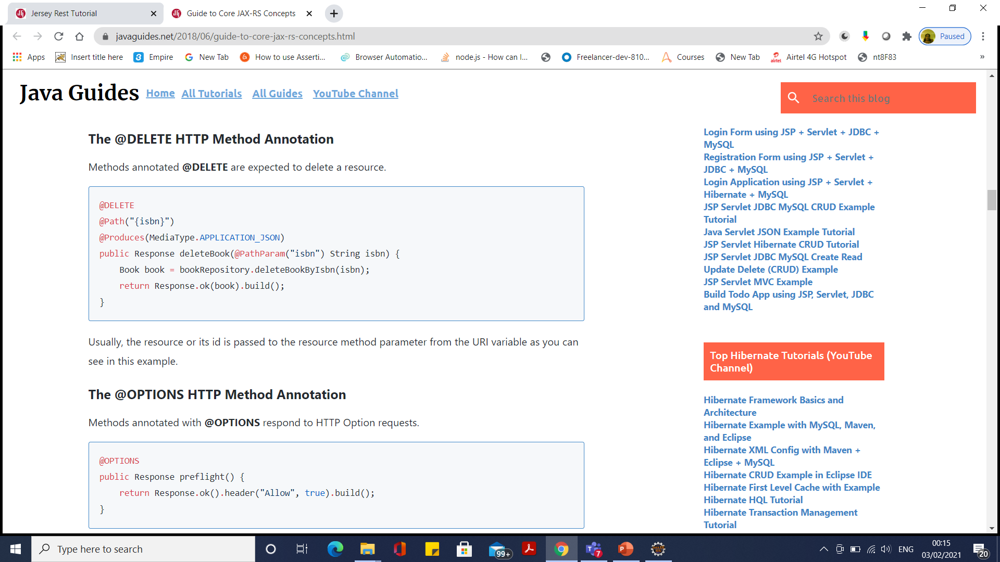 Jersey Rest Tutorial
Guide to Core JAX-RS Concepts
javaguides.net/2018/06/guide-to-core-jax-rs-concepts.html
Paused
Apps
Insert title here
Empire
New Tab
How to use Asserti...
Browser Automatio...
node.js - How can I...
Freelancer-dev-810...
Courses
New Tab
airtel
Airtel 4G Hotspot
nt8F83
»
Java Guides
Home
All Tutorials
All Guides
YouTube Channel
Search this blog
The @DELETE HTTP Method Annotation
Methods annotated @DELETE are expected to delete a resource.
@DELETE
@Path("{isbn}")
@Produces(MediaType.APPLICATION_JSON)
public Response deleteBook(@PathParam("isbn") String isbn) {
Book book = bookRepository.deleteBookByIsbn(isbn);
return Response.ok(book).build();
}
Usually, the resource or its id is passed to the resource method parameter from the URI variable as you can
see in this example.
The @OPTIONS HTTP Method Annotation
Methods annotated with @OPTIONS respond to HTTP Option requests.
@OPTIONS
public Response preflight() {
return Response.ok().header("Allow", true).build();
}
Login Form using JSP + Servlet + JDBC +
MySQL
Registration Form using JSP + Servlet +
JDBC + MySQL
Login Application using JSP + Servlet +
Hibernate + MySQL
JSP Servlet JDBC MySQL CRUD Example
Tutorial
Java Servlet JSON Example Tutorial
JSP Servlet Hibernate CRUD Tutorial
JSP Servlet JDBC MySQL Create Read
Update Delete (CRUD) Example
JSP Servlet MVC Example
Build Todo App using JSP, Servlet, JDBC
and MySQL
Top Hibernate Tutorials (YouTube
Channel)
Hibernate Framework Basics and
Architecture
Hibernate Example with MySQL, Maven,
and Eclipse
Hibernate XML Config with Maven +
Eclipse + MySQL
Hibernate CRUD Example in Eclipse IDE
Hibernate First Level Cache with Example
Hibernate HQL Tutorial
Hibernate Transaction Management
Tutorial
Type here to search
99+
7
ENG
00:15
03/02/2021
20